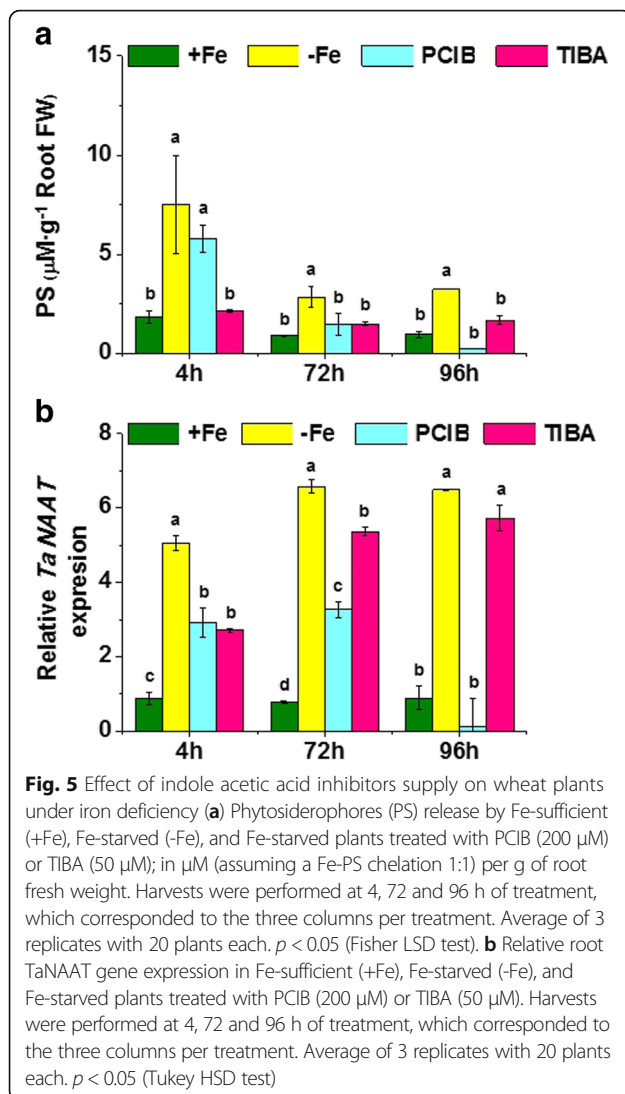 a
+Fe -Fe PCIB TIBA
15
10
5
0
PS (µM·g-1 Root FW)
b a a b
b a b b
b a b b
4h 72h 96h
b
+Fe -Fe PCIB TIBA
8
6
4
2
0
Relative TaNAAT
expresion
c a b b
d a c b
b a b a
4h 72h 96h
Fig. 5 Effect of indole acetic acid inhibitors supply on wheat plants
under iron deficiency (a) Phytosiderophores (PS) release by Fe-sufficient
(+Fe), Fe-starved (-Fe), and Fe-starved plants treated with PCIB (200 µM)
or TIBA (50 µM); in µM (assuming a Fe-PS chelation 1:1) per g of root
fresh weight. Harvests were performed at 4, 72 and 96 h of treatment,
which corresponded to the three columns per treatment. Average of 3
replicates with 20 plants each. p < 0.05 (Fisher LSD test). b Relative root
TaNAAT gene expression in Fe-sufficient (+Fe), Fe-starved (-Fe), and
Fe-starved plants treated with PCIB (200 µM) or TIBA (50 µM). Harvests
were performed at 4, 72 and 96 h of treatment, which corresponded to
the three columns per treatment. Average of 3 replicates with 20 plants
each. p < 0.05 (Tukey HSD test)